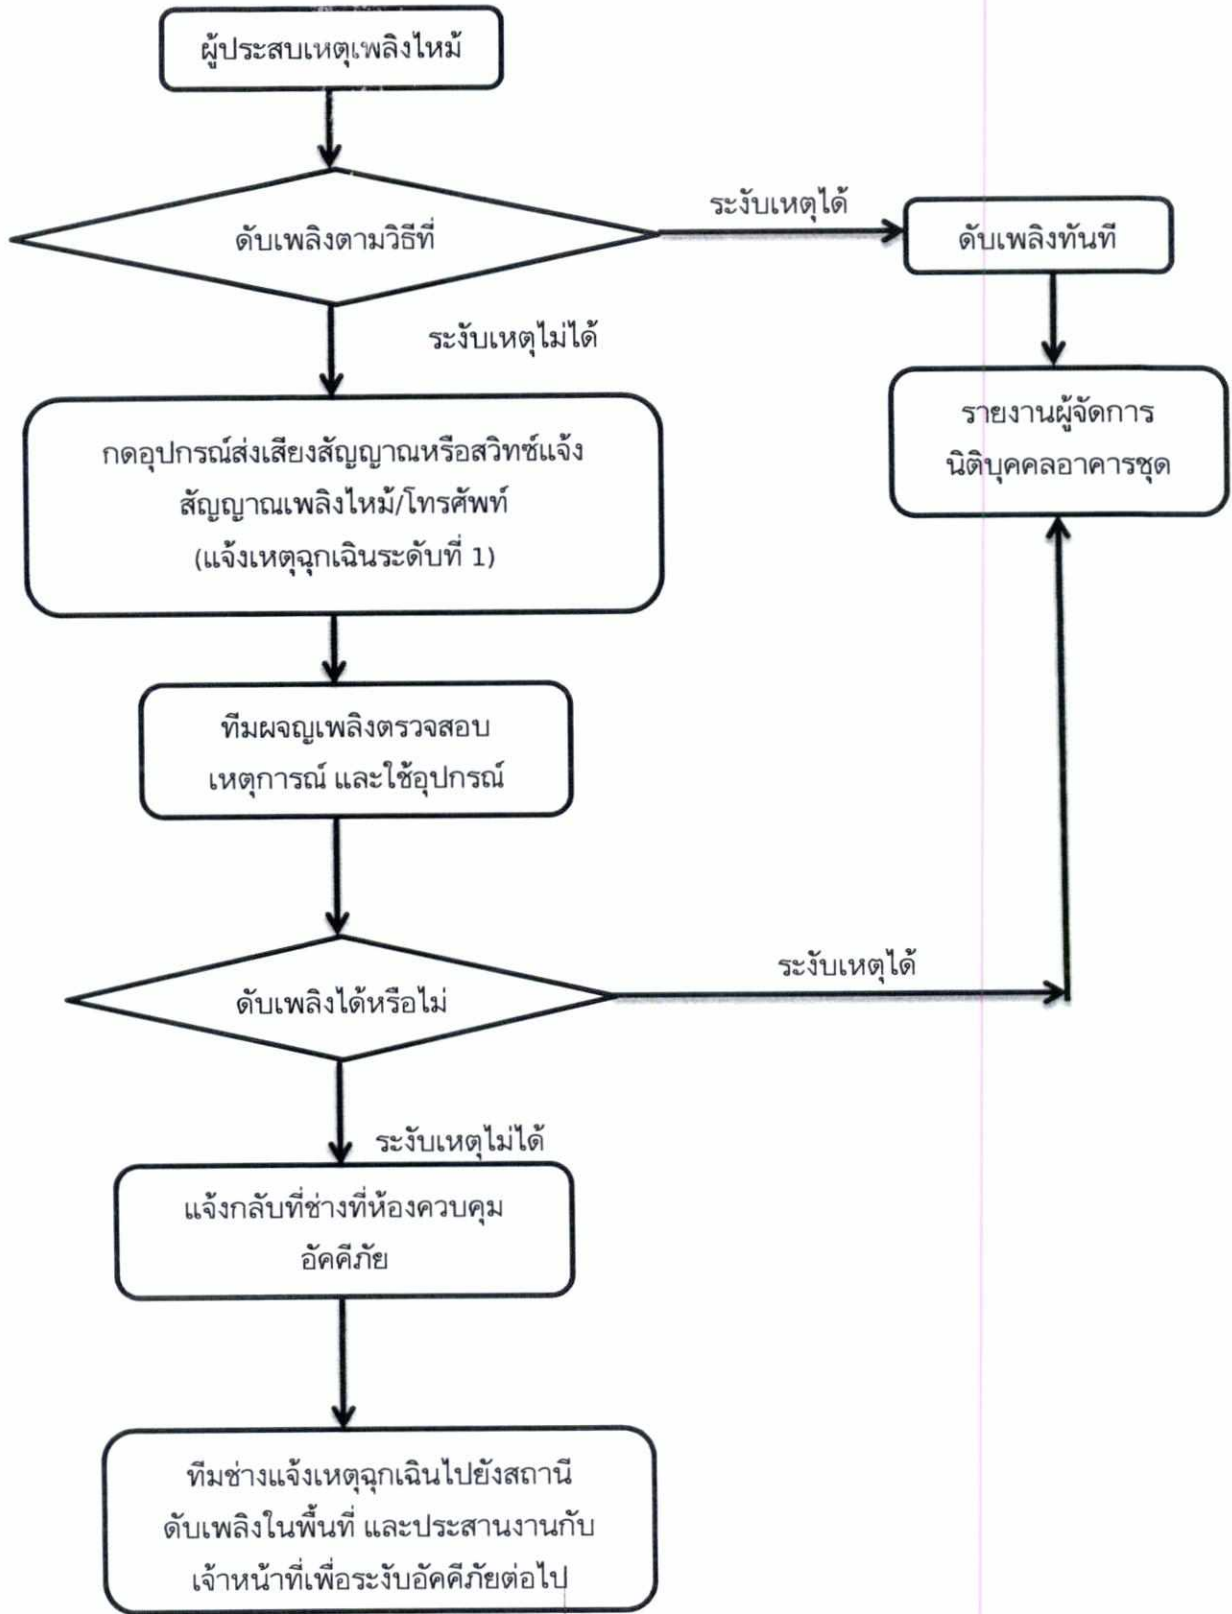 ผู้ประสบเหตุเพลิงไหม้
ดับเพลิงตามวิธีที่
ระงับเหตุได้
ดับเพลิงทันที
ระงับเหตุไม่ได้
รายงานผู้จัดการ
นิติบุคคลอาคารชุด
กดอุปกรณ์ส่งเสียงสัญญาณหรือสวิทซ์แจ้ง
สัญญาณเพลิงไหม้/โทรศัพท์
(แจ้งเหตุฉุกเฉินระดับที่ 1)
ทีมผจญเพลิงตรวจสอบ
เหตุการณ์ และใช้อุปกรณ์
ดับเพลิงได้หรือไม่
ระงับเหตุได้
ระงับเหตุไม่ได้
แจ้งกลับที่ช่างที่ห้องควบคุม
อัคคีภัย
ทีมช่างแจ้งเหตุฉุกเฉินไปยังสถานี
ดับเพลิงในพื้นที่ และประสานงานกับ
เจ้าหน้าที่เพื่อระงับอัคคีภัยต่อไป